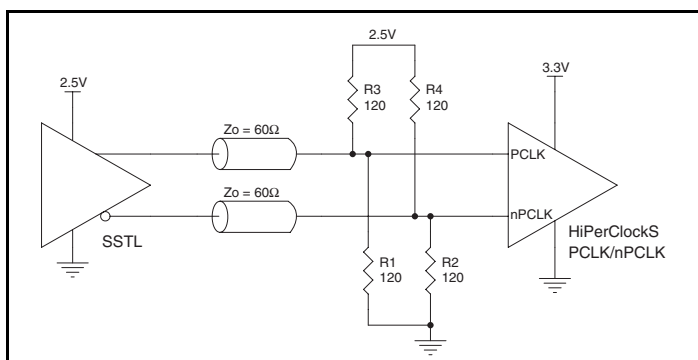 2.5V
2.5V
3.3V
R3
120
R4
120
Zo = 60Ω
PCLK
Zo = 60Ω
nPCLK
SSTL
HiPerClockS
PCLK/nPCLK
R1
120
R2
120